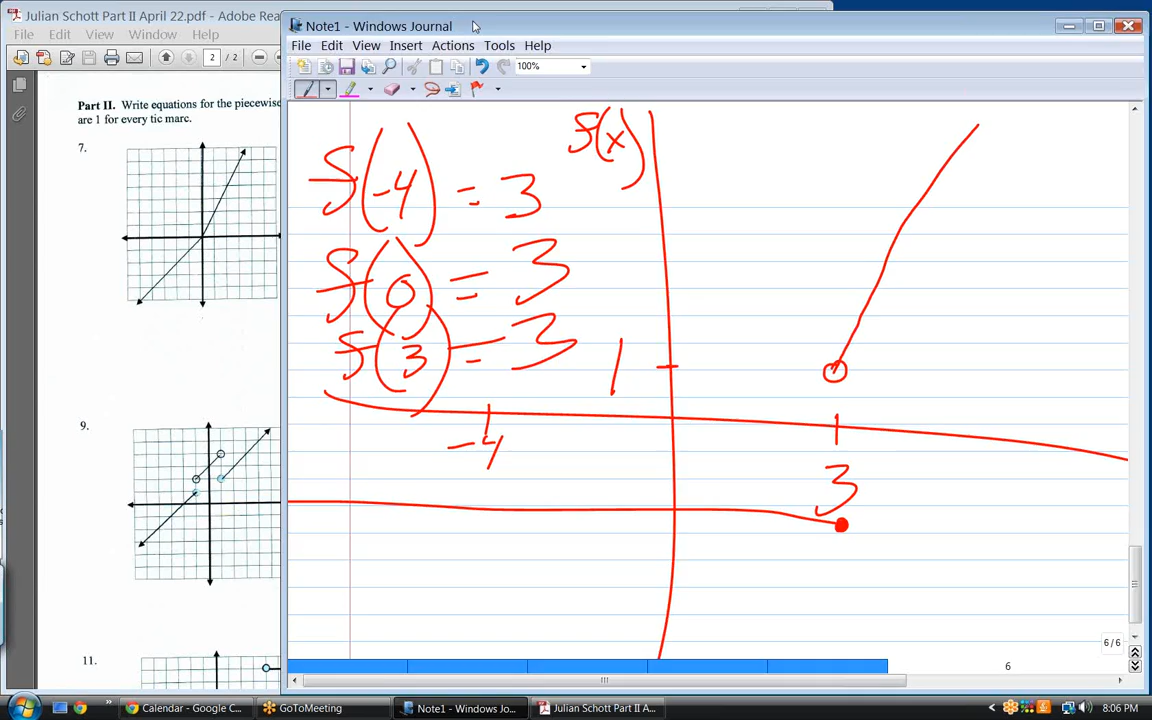 Julian Schott Part II April 22.pdf - Adobe Rea
File Edit View Window Help
2 / 2
Part II. Write equations for the piecewis
are 1 for every tic marc.
7.
9.
11.
Note1 - Windows Journal
File Edit View Insert Actions Tools Help
100%
f(x)
f(-4) = 3
f(0) = 3
f(3) = 3
1
-4
3
6/6
6
Calendar - Google C...
GoToMeeting
Note1 - Windows Jo...
Julian Schott Part II A...
8:06 PM